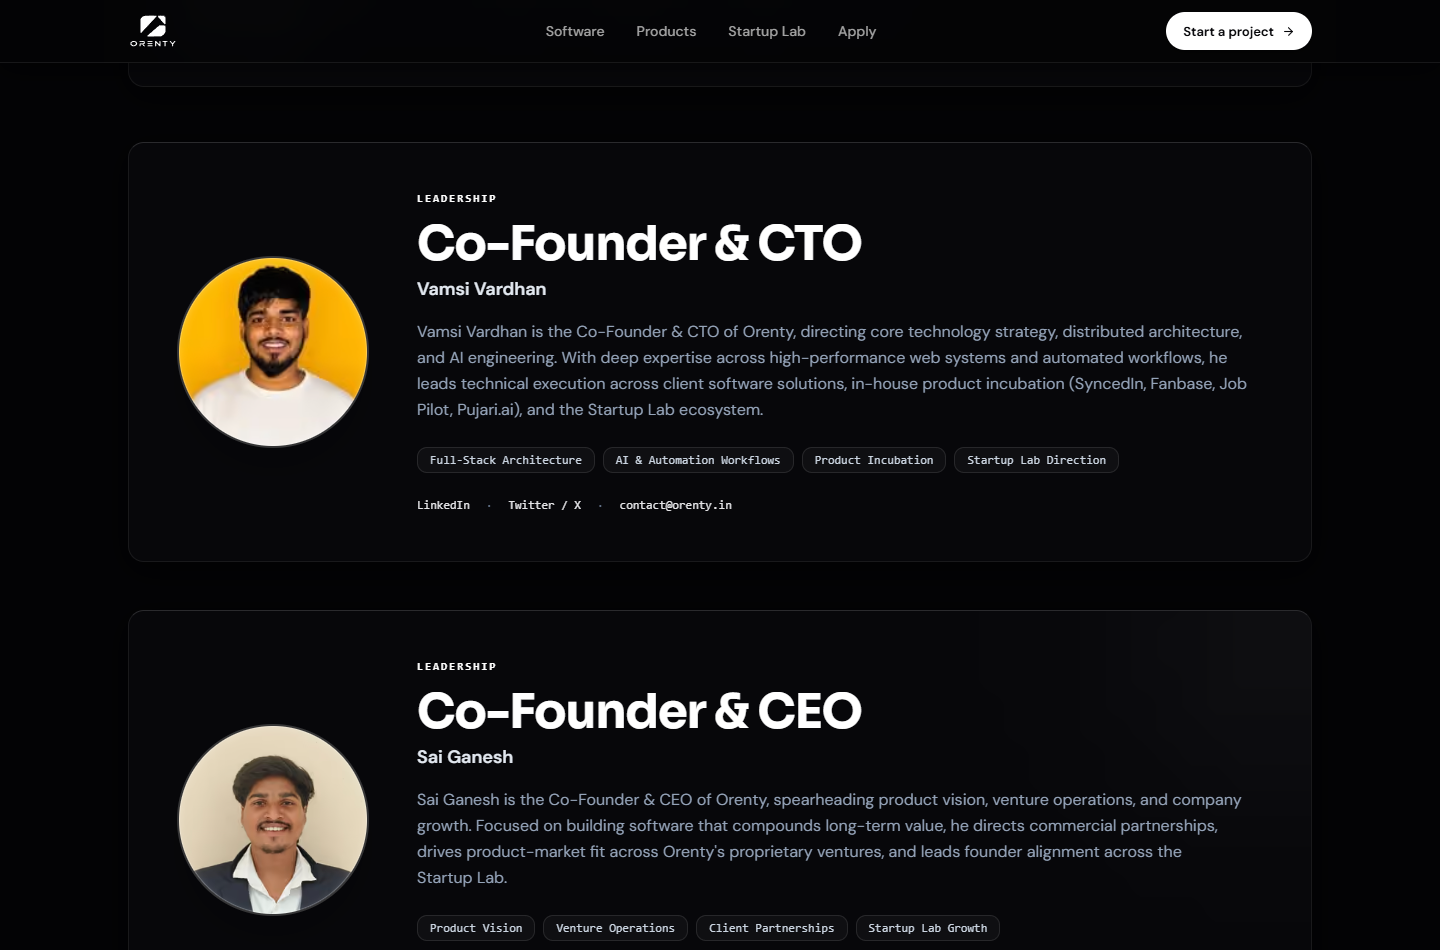 ORENTY
Software
Products
Startup Lab
Apply
Start a project →
LEADERSHIP
Co-Founder & CTO
Vamsi Vardhan
Vamsi Vardhan is the Co-Founder & CTO of Orenty, directing core technology strategy, distributed architecture,
and AI engineering. With deep expertise across high-performance web systems and automated workflows, he
leads technical execution across client software solutions, in-house product incubation (SyncedIn, Fanbase, Job
Pilot, Pujari.ai), and the Startup Lab ecosystem.
Full-Stack Architecture
AI & Automation Workflows
Product Incubation
Startup Lab Direction
LinkedIn · Twitter / X · contact@orenty.in
LEADERSHIP
Co-Founder & CEO
Sai Ganesh
Sai Ganesh is the Co-Founder & CEO of Orenty, spearheading product vision, venture operations, and company
growth. Focused on building software that compounds long-term value, he directs commercial partnerships,
drives product-market fit across Orenty's proprietary ventures, and leads founder alignment across the
Startup Lab.
Product Vision
Venture Operations
Client Partnerships
Startup Lab Growth